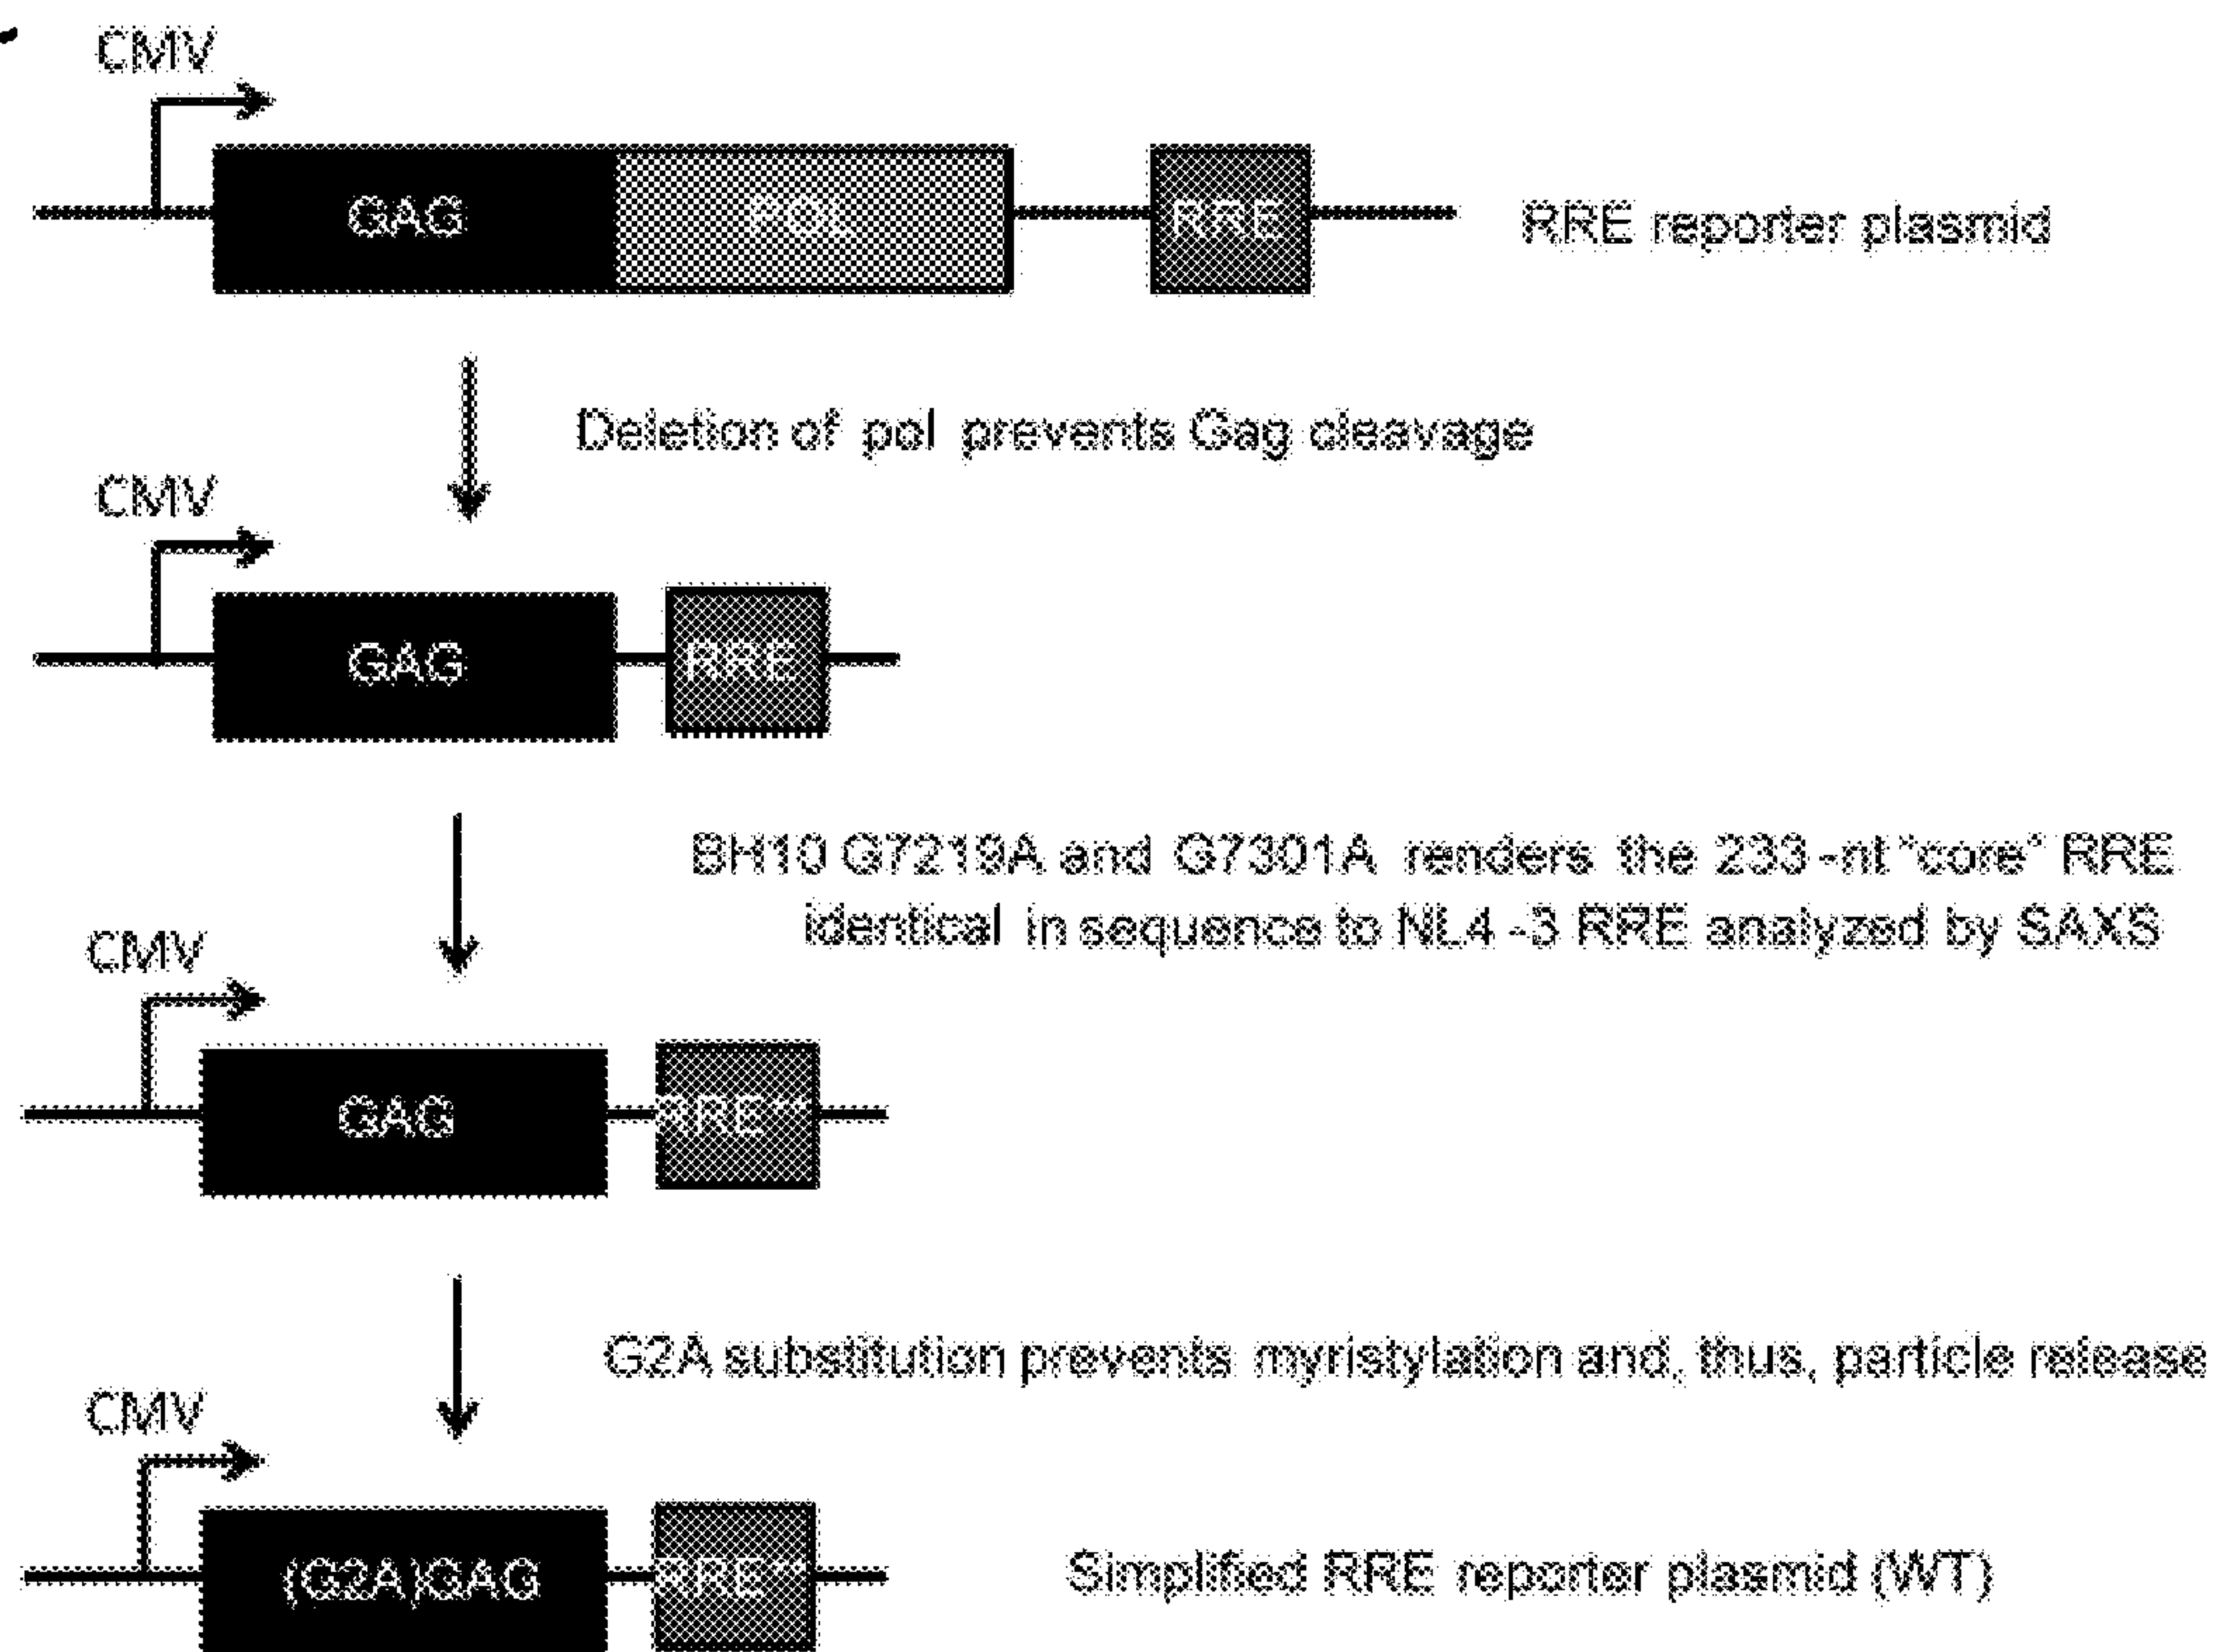 CMV
GAG POL RRE RRE reporter plasmid
Deletion of pol prevents Gag cleavage
CMV
GAG RRE
BH10 G7219A and G7301A renders the 233-nt "core" RRE
identical in sequence to NL4-3 RRE analyzed by SAXS
CMV
GAG RRE**
G2A substitution prevents myristylation and, thus, particle release
CMV
(G2A)GAG RRE** Simplified RRE reporter plasmid (WT)